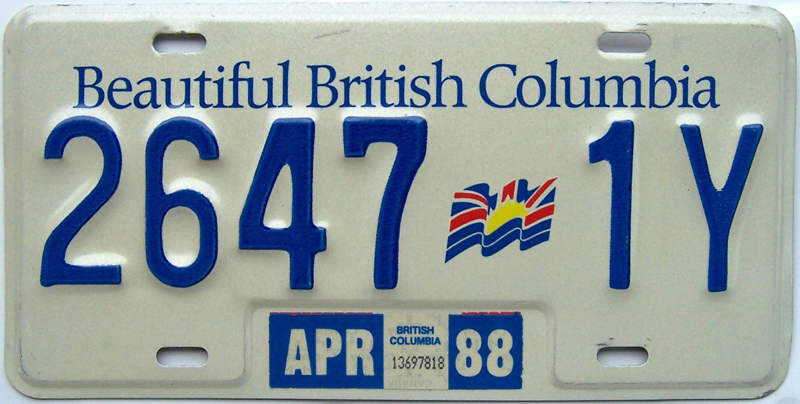 Beautiful British Columbia
2647 1Y
APR BRITISH COLUMBIA 13697818 88